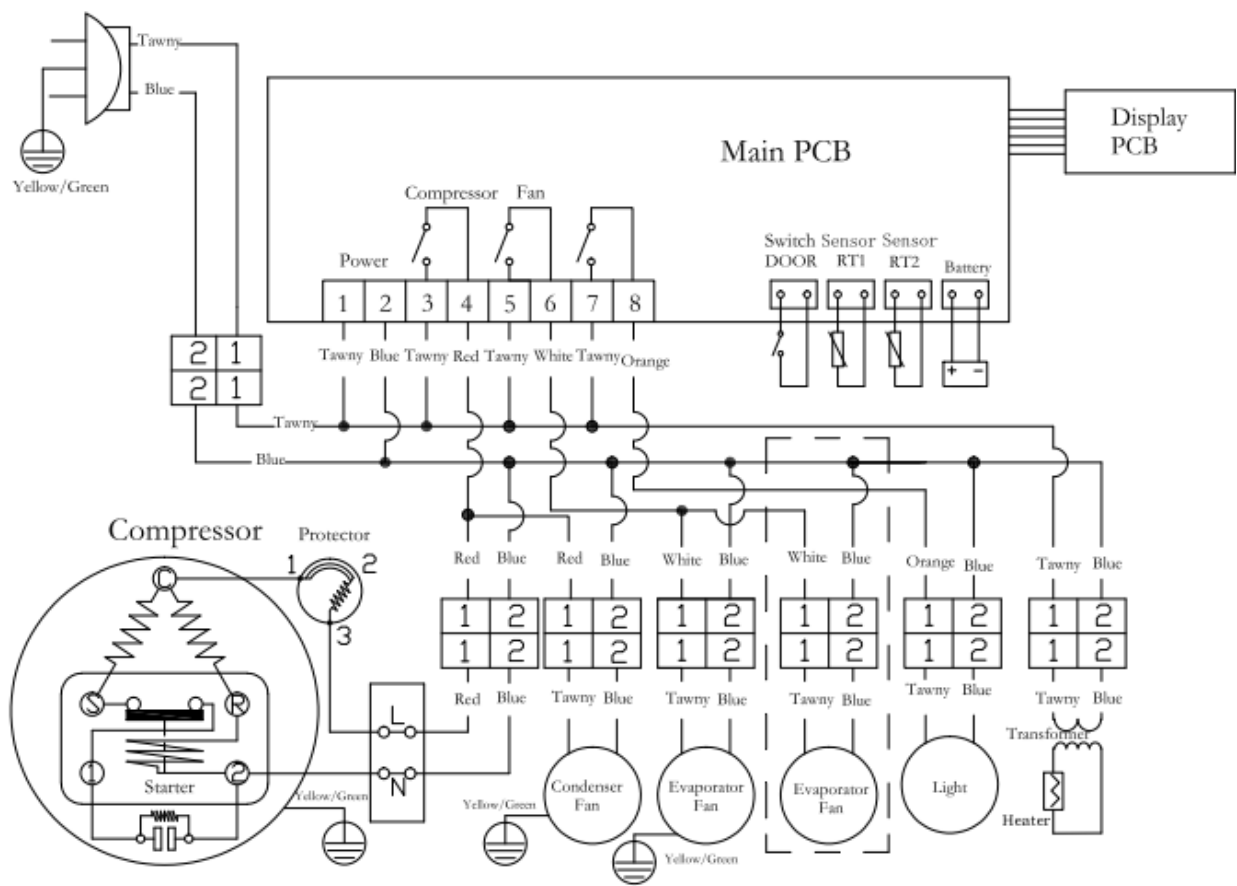 Tawny
Blue
Yellow/Green
Main PCB
Display
PCB
Compressor Fan
Power
Switch Sensor Sensor
DOOR RT1 RT2 Battery
1 2 3 4 5 6 7 8
Tawny Blue Tawny Red Tawny White Tawny Orange
+ -
2 1
2 1
Tawny
Blue
Compressor
Protector
1 2
3
C
S R
1 2
Starter
L
N
Yellow/Green
Red Blue Red Blue White Blue White Blue Orange Blue Tawny Blue
1 2 1 2 1 2 1 2 1 2 1 2
1 2 1 2 1 2 1 2 1 2 1 2
Red Blue Tawny Blue Tawny Blue Tawny Blue Tawny Blue Tawny Blue
Transformer
Condenser
Fan
Evaporator
Fan
Evaporator
Fan
Light
Heater
Yellow/Green
Yellow/Green